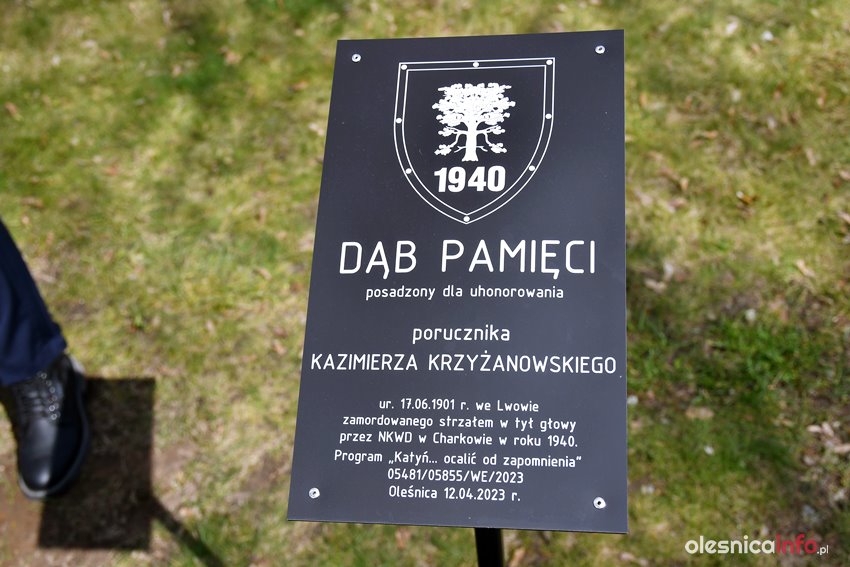 1940
DĄB PAMIĘCI
posadzony dla uhonorowania
porucznika
KAZIMIERZA KRZYŻANOWSKIEGO
ur. 17.06.1901 r. we Lwowie
zamordowanego strzałem w tył głowy
przez NKWD w Charkowie w roku 1940.
Program „Katyń... ocalić od zapomnienia"
05481/05855/WE/2023
Oleśnica 12.04.2023 r.
olesnicainfo.pl